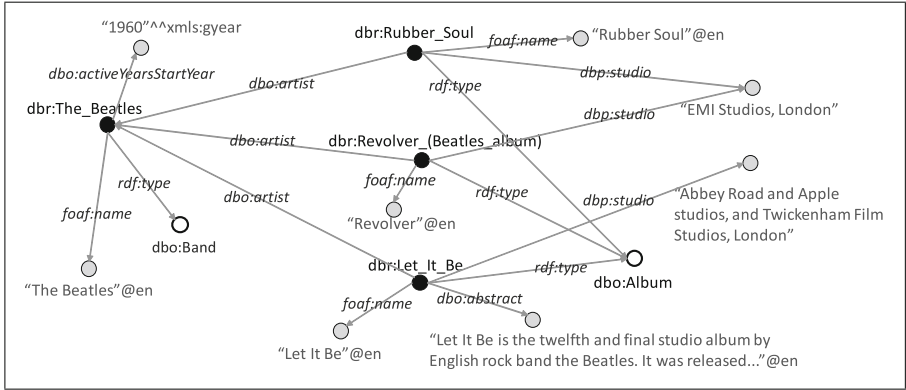 "1960"^^xmls:gyear
dbr:Rubber_Soul
foaf:name
"Rubber Soul"@en
dbo:activeYearsStartYear
dbo:artist
rdf:type
dbp:studio
dbr:The_Beatles
dbp:studio
"EMI Studios, London"
dbo:artist
dbr:Revolver_(Beatles_album)
rdf:type
foaf:name
rdf:type
dbo:artist
dbp:studio
"Abbey Road and Apple
studios, and Twickenham Film
Studios, London"
foaf:name
"Revolver"@en
dbo:Band
dbr:Let_It_Be
rdf:type
dbo:Album
"The Beatles"@en
foaf:name
dbo:abstract
"Let It Be"@en
"Let It Be is the twelfth and final studio album by
English rock band the Beatles. It was released..."@en